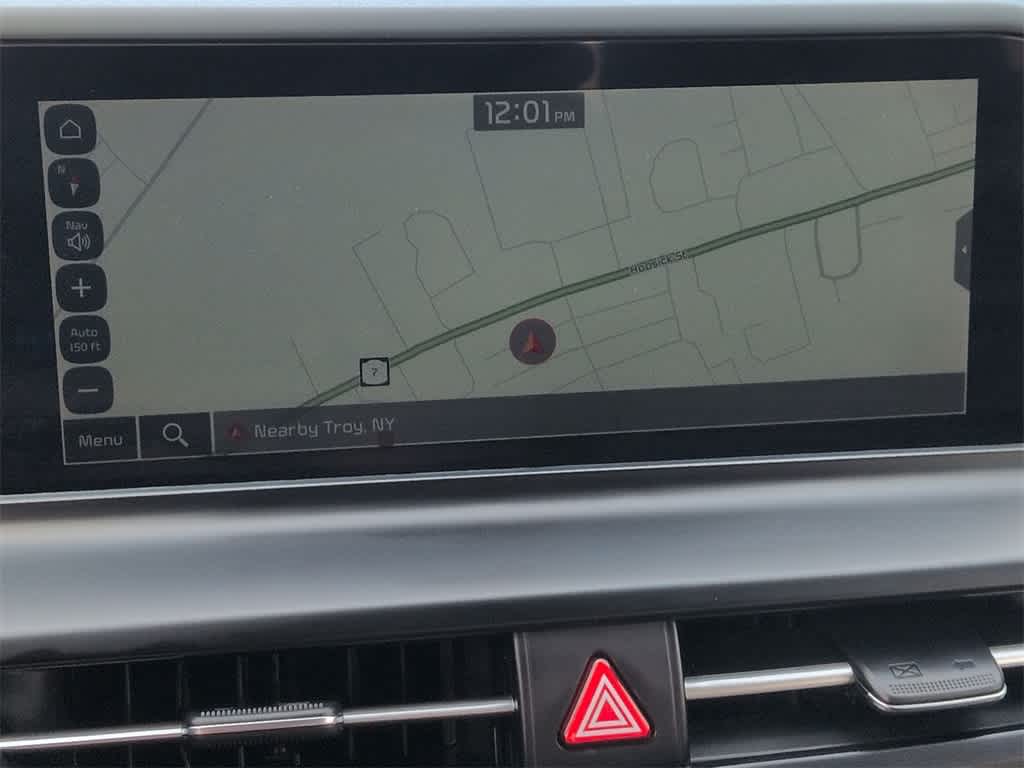 12:01 PM
N
Nav
Hoosick St
Auto
150 ft
7
Menu
Nearby Troy, NY